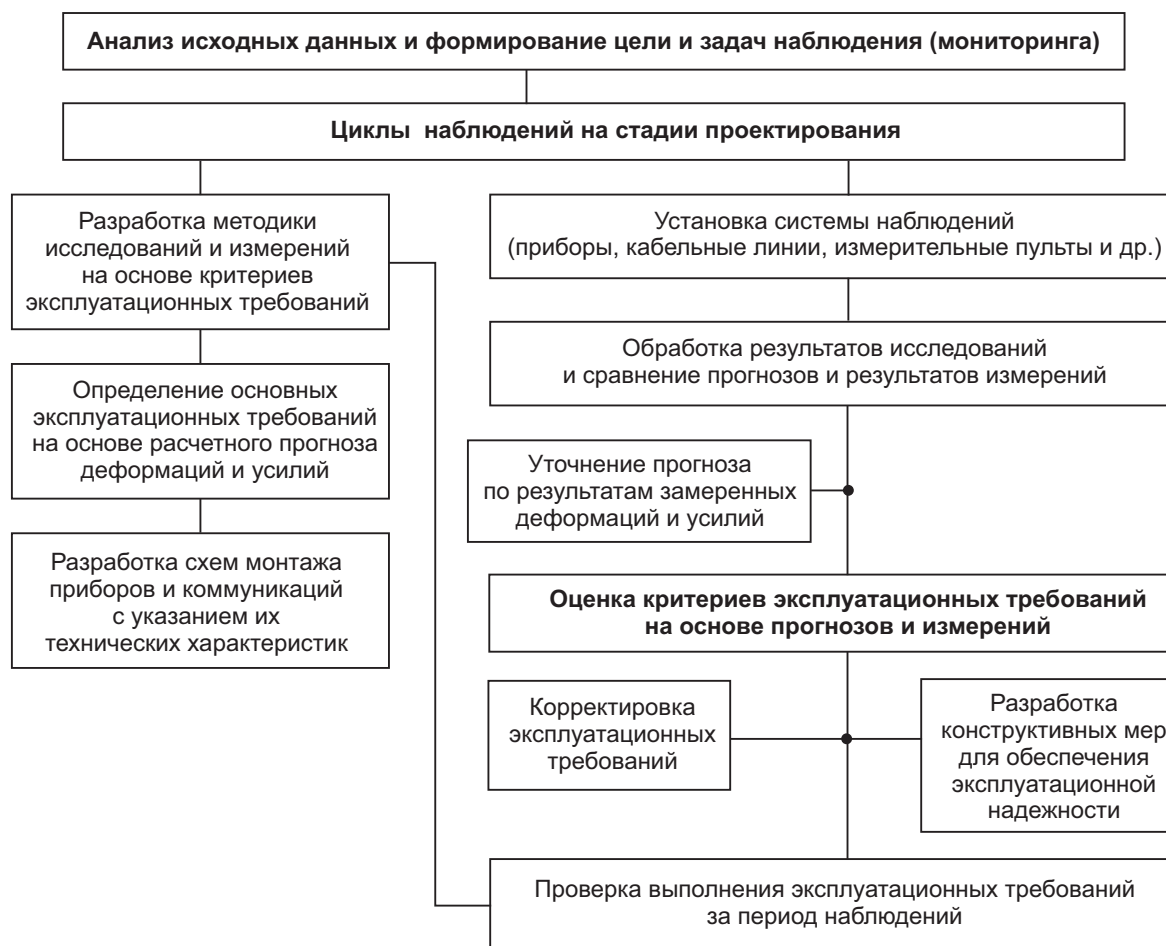 Анализ исходных данных и формирование цели и задач наблюдения (мониторинга)
Циклы наблюдений на стадии проектирования
Разработка методики
исследований и измерений
на основе критериев
эксплуатационных требований
Определение основных
эксплуатационных требований
на основе расчетного прогноза
деформаций и усилий
Разработка схем монтажа
приборов и коммуникаций
с указанием их
технических характеристик
Установка системы наблюдений
(приборы, кабельные линии, измерительные пульты и др.)
Обработка результатов исследований
и сравнение прогнозов и результатов измерений
Уточнение прогноза
по результатам замеренных
деформаций и усилий
Оценка критериев эксплуатационных требований
на основе прогнозов и измерений
Корректировка
эксплуатационных
требований
Разработка
конструктивных мер
для обеспечения
эксплуатационной
надежности
Проверка выполнения эксплуатационных требований
за период наблюдений